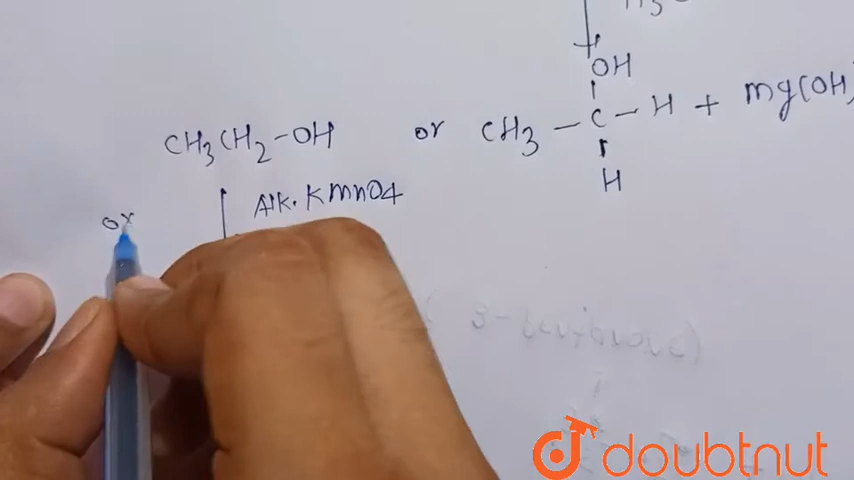 OH
CH3CH2-OH or CH3 - C - H + mg(OH)
H
Alk. KmnO4
or
doubtnut